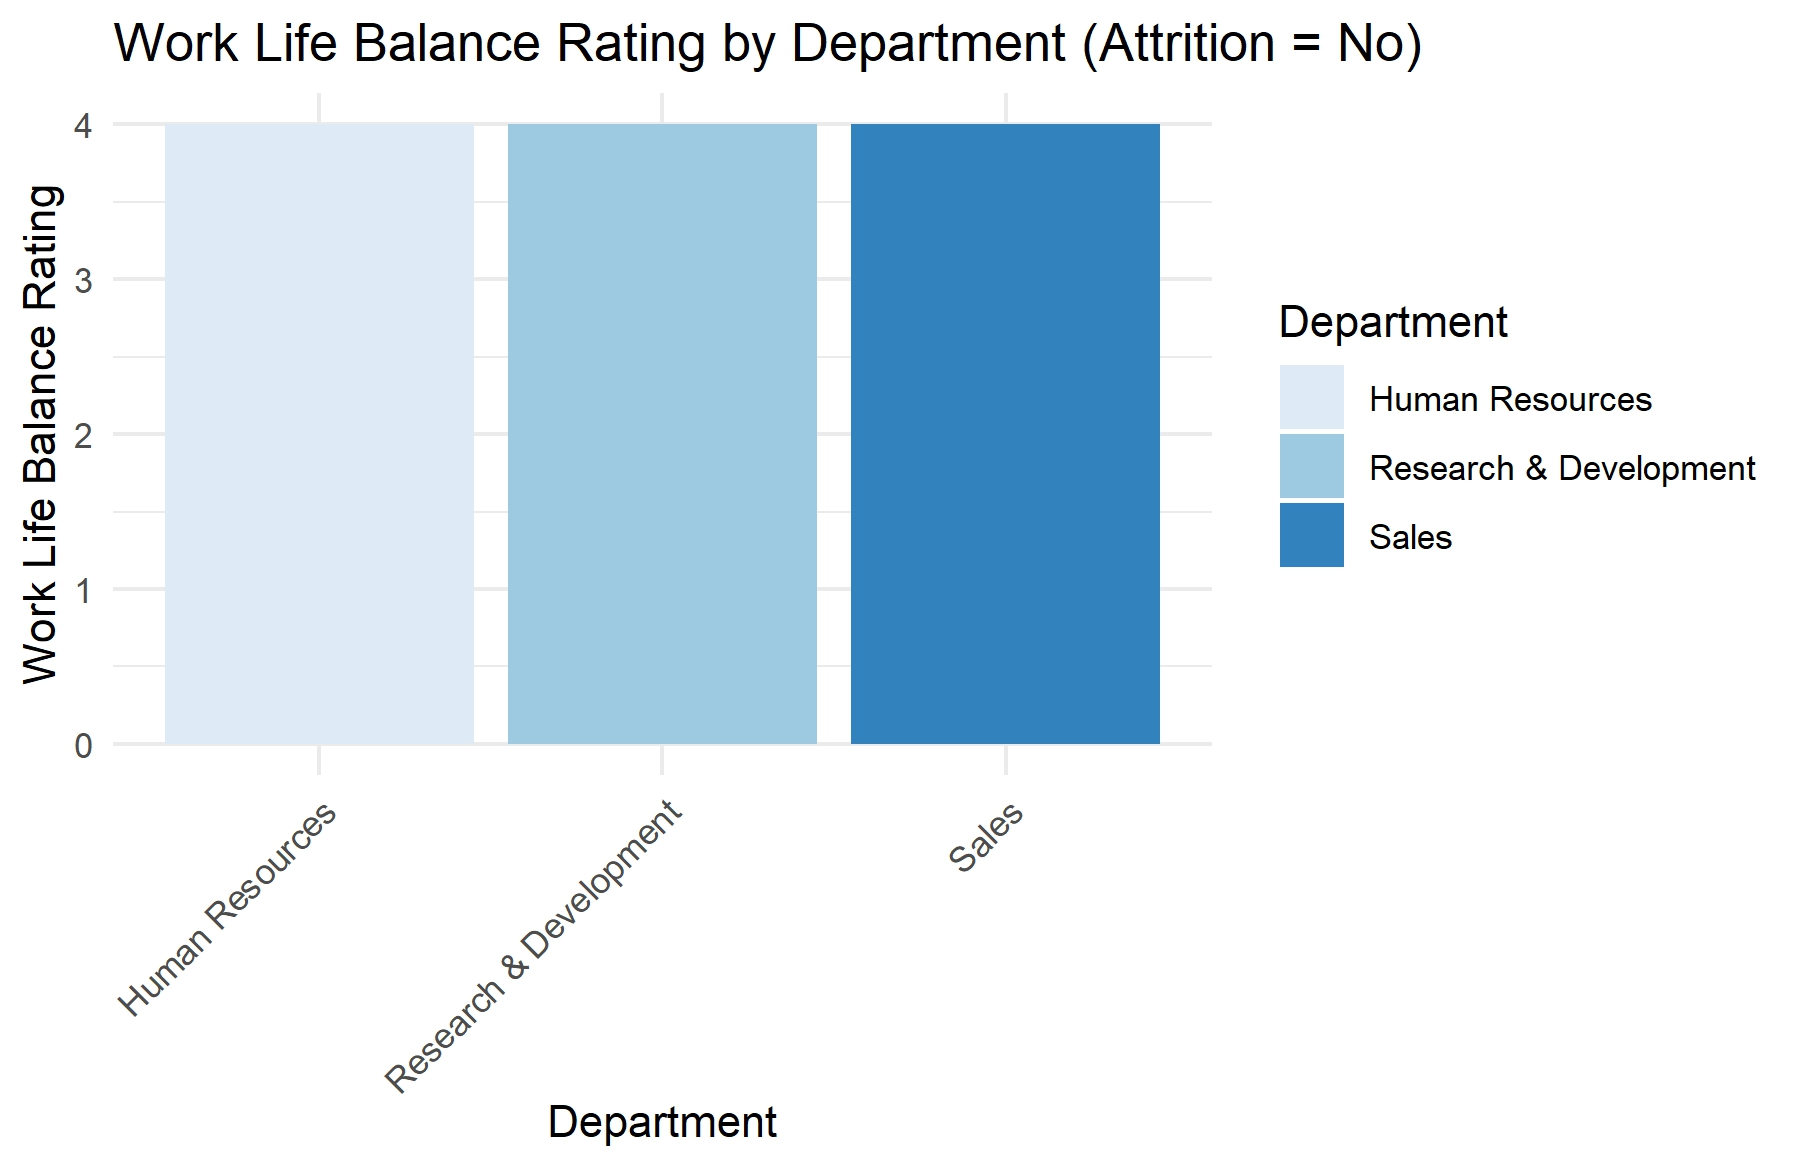 Work Life Balance Rating by Department (Attrition = No)
Work Life Balance Rating
4
3
2
1
0
Human Resources
Research & Development
Sales
Department
Department
Human Resources
Research & Development
Sales